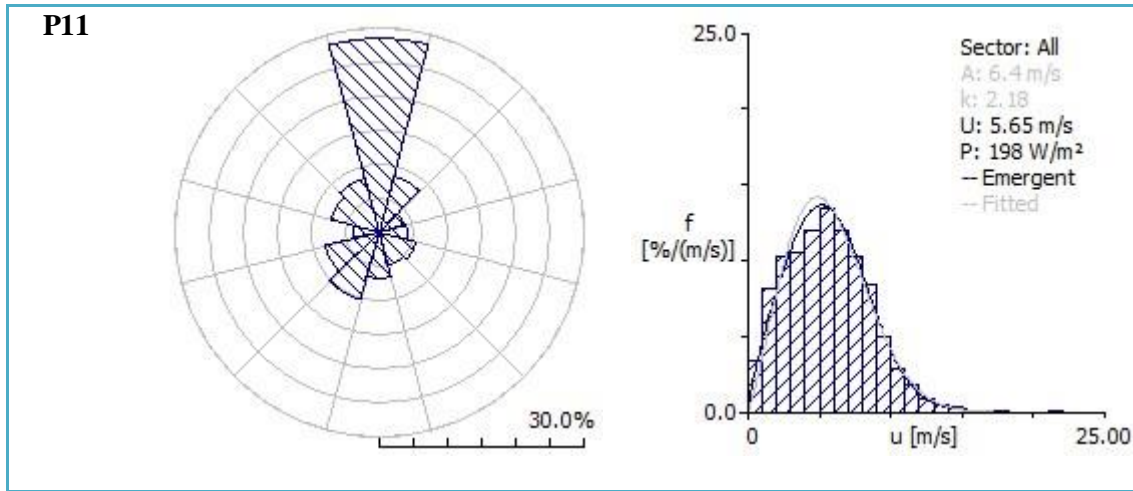 P11
30.0%
25.0
f
[%/(m/s)]
0.0
0
u [m/s]
25.00
Sector: All
A: 6.4 m/s
k: 2.18
U: 5.65 m/s
P: 198 W/m²
-- Emergent
-- Fitted